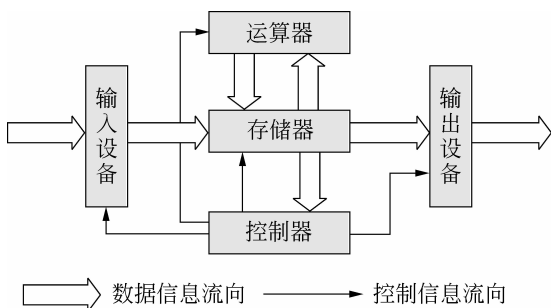 运算器
输入设备
存储器
输出设备
控制器
数据信息流向
控制信息流向